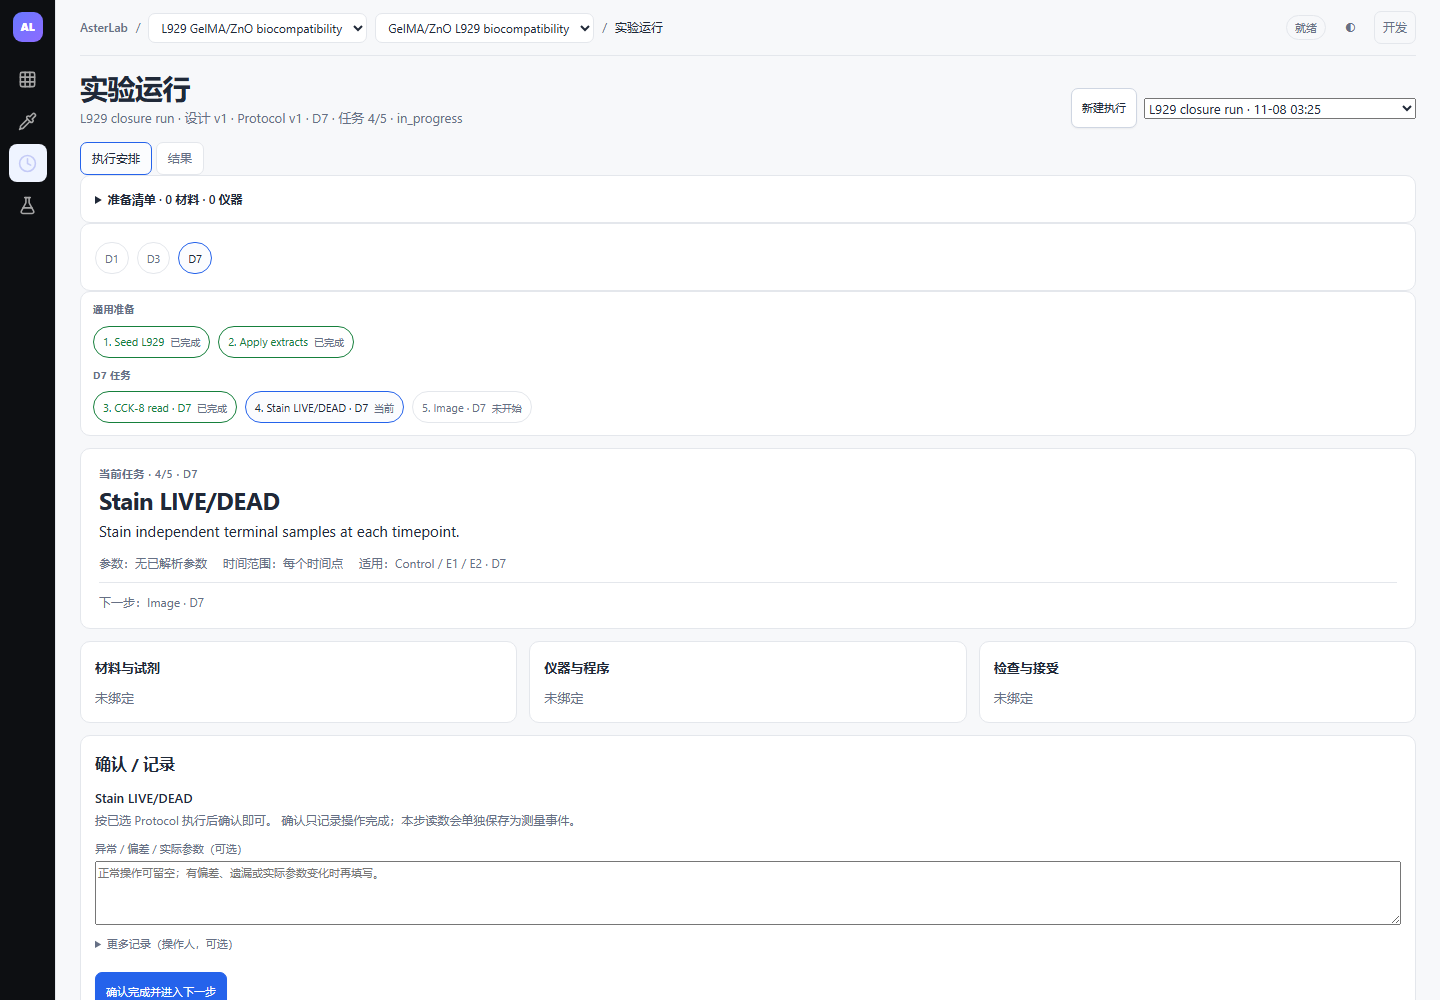 AL
AsterLab / L929 GelMA/ZnO biocompatibility GelMA/ZnO L929 biocompatibility / 实验运行
就绪 开发
实验运行
L929 closure run · 设计 v1 · Protocol v1 · D7 · 任务 4/5 · in_progress
新建执行 L929 closure run · 11-08 03:25
执行安排 结果
准备清单 · 0 材料 · 0 仪器
D1 D3 D7
通用准备
1. Seed L929 已完成 2. Apply extracts 已完成
D7 任务
3. CCK-8 read · D7 已完成 4. Stain LIVE/DEAD · D7 当前 5. Image · D7 未开始
当前任务 · 4/5 · D7
Stain LIVE/DEAD
Stain independent terminal samples at each timepoint.
参数：无已解析参数 时间范围：每个时间点 适用：Control / E1 / E2 · D7
下一步：Image · D7
材料与试剂 仪器与程序 检查与接受
未绑定 未绑定 未绑定
确认 / 记录
Stain LIVE/DEAD
按已选 Protocol 执行后确认即可。 确认只记录操作完成；本步读数会单独保存为测量事件。
异常 / 偏差 / 实际参数（可选）
正常操作可留空；有偏差、遗漏或实际参数变化时再填写。
更多记录（操作人，可选）
确认完成并进入下一步